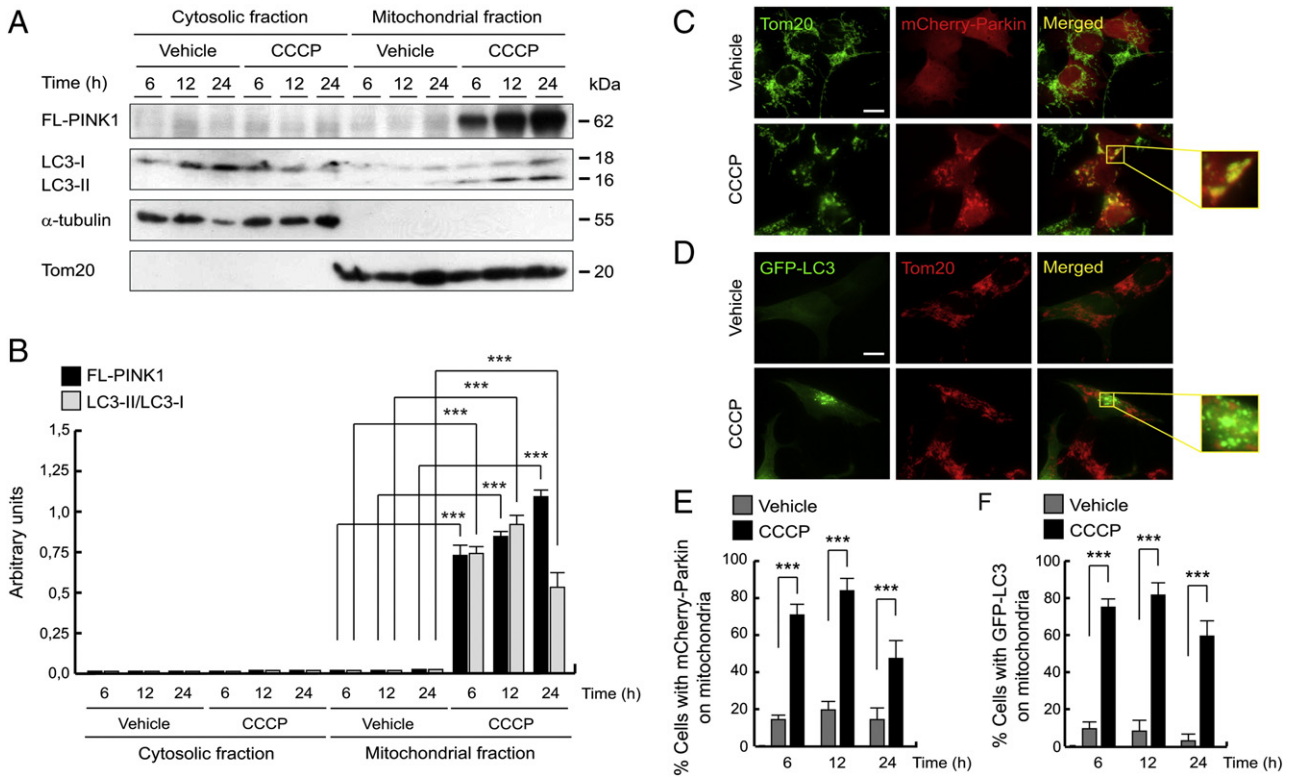 A
Cytosolic fraction Mitochondrial fraction
Vehicle CCCP Vehicle CCCP
Time (h) 6 12 24 6 12 24 6 12 24 6 12 24 kDa
FL-PINK1 – 62
LC3-I – 18
LC3-II – 16
α-tubulin – 55
Tom20 – 20
B
FL-PINK1
LC3-II/LC3-I
Arbitrary units
1,5
1,25
1,0
0,75
0,5
0,25
0,0
***
***
***
***
***
***
6 12 24 6 12 24 6 12 24 6 12 24 Time (h)
Vehicle CCCP Vehicle CCCP
Cytosolic fraction Mitochondrial fraction
C
Tom20 mCherry-Parkin Merged
Vehicle
CCCP
D
GFP-LC3 Tom20 Merged
Vehicle
CCCP
E
Vehicle
CCCP
% Cells with mCherry-Parkin
on mitochondria
100
80
60
40
20
0
*** *** ***
6 12 24 Time (h)
F
Vehicle
CCCP
% Cells with GFP-LC3
on mitochondria
100
80
60
40
20
0
*** *** ***
6 12 24 Time (h)